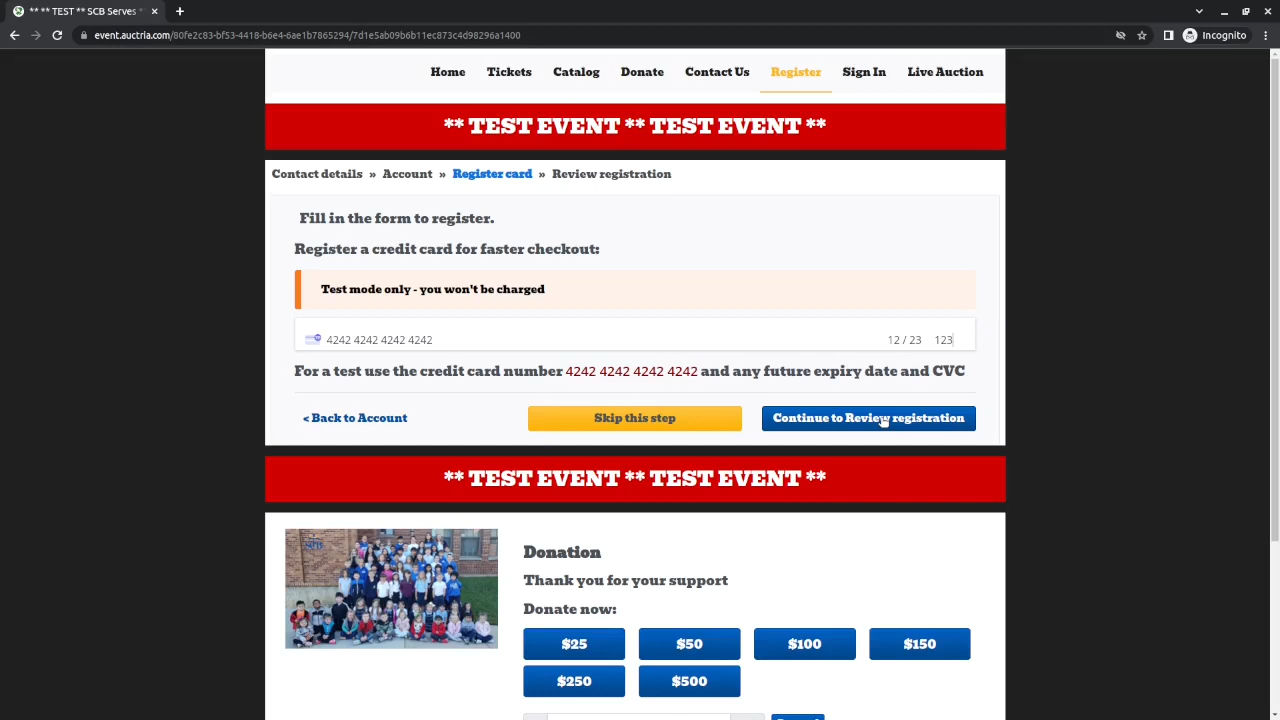 ** ** TEST ** ** SCB Serves
event.auctria.com/80fe2c83-bf53-4418-b6e4-6ae1b7865294/7d1e5ab09b6b11ec873c4d98296a1400
Incognito
Home Tickets Catalog Donate Contact Us Register Sign In Live Auction
** TEST EVENT ** TEST EVENT **
Contact details » Account » Register card » Review registration
Fill in the form to register.
Register a credit card for faster checkout:
Test mode only - you won't be charged
4242 4242 4242 4242 12 / 23 123
For a test use the credit card number 4242 4242 4242 4242 and any future expiry date and CVC
< Back to Account Skip this step Continue to Review registration
** TEST EVENT ** TEST EVENT **
Donation
Thank you for your support
Donate now:
$25 $50 $100 $150
$250 $500